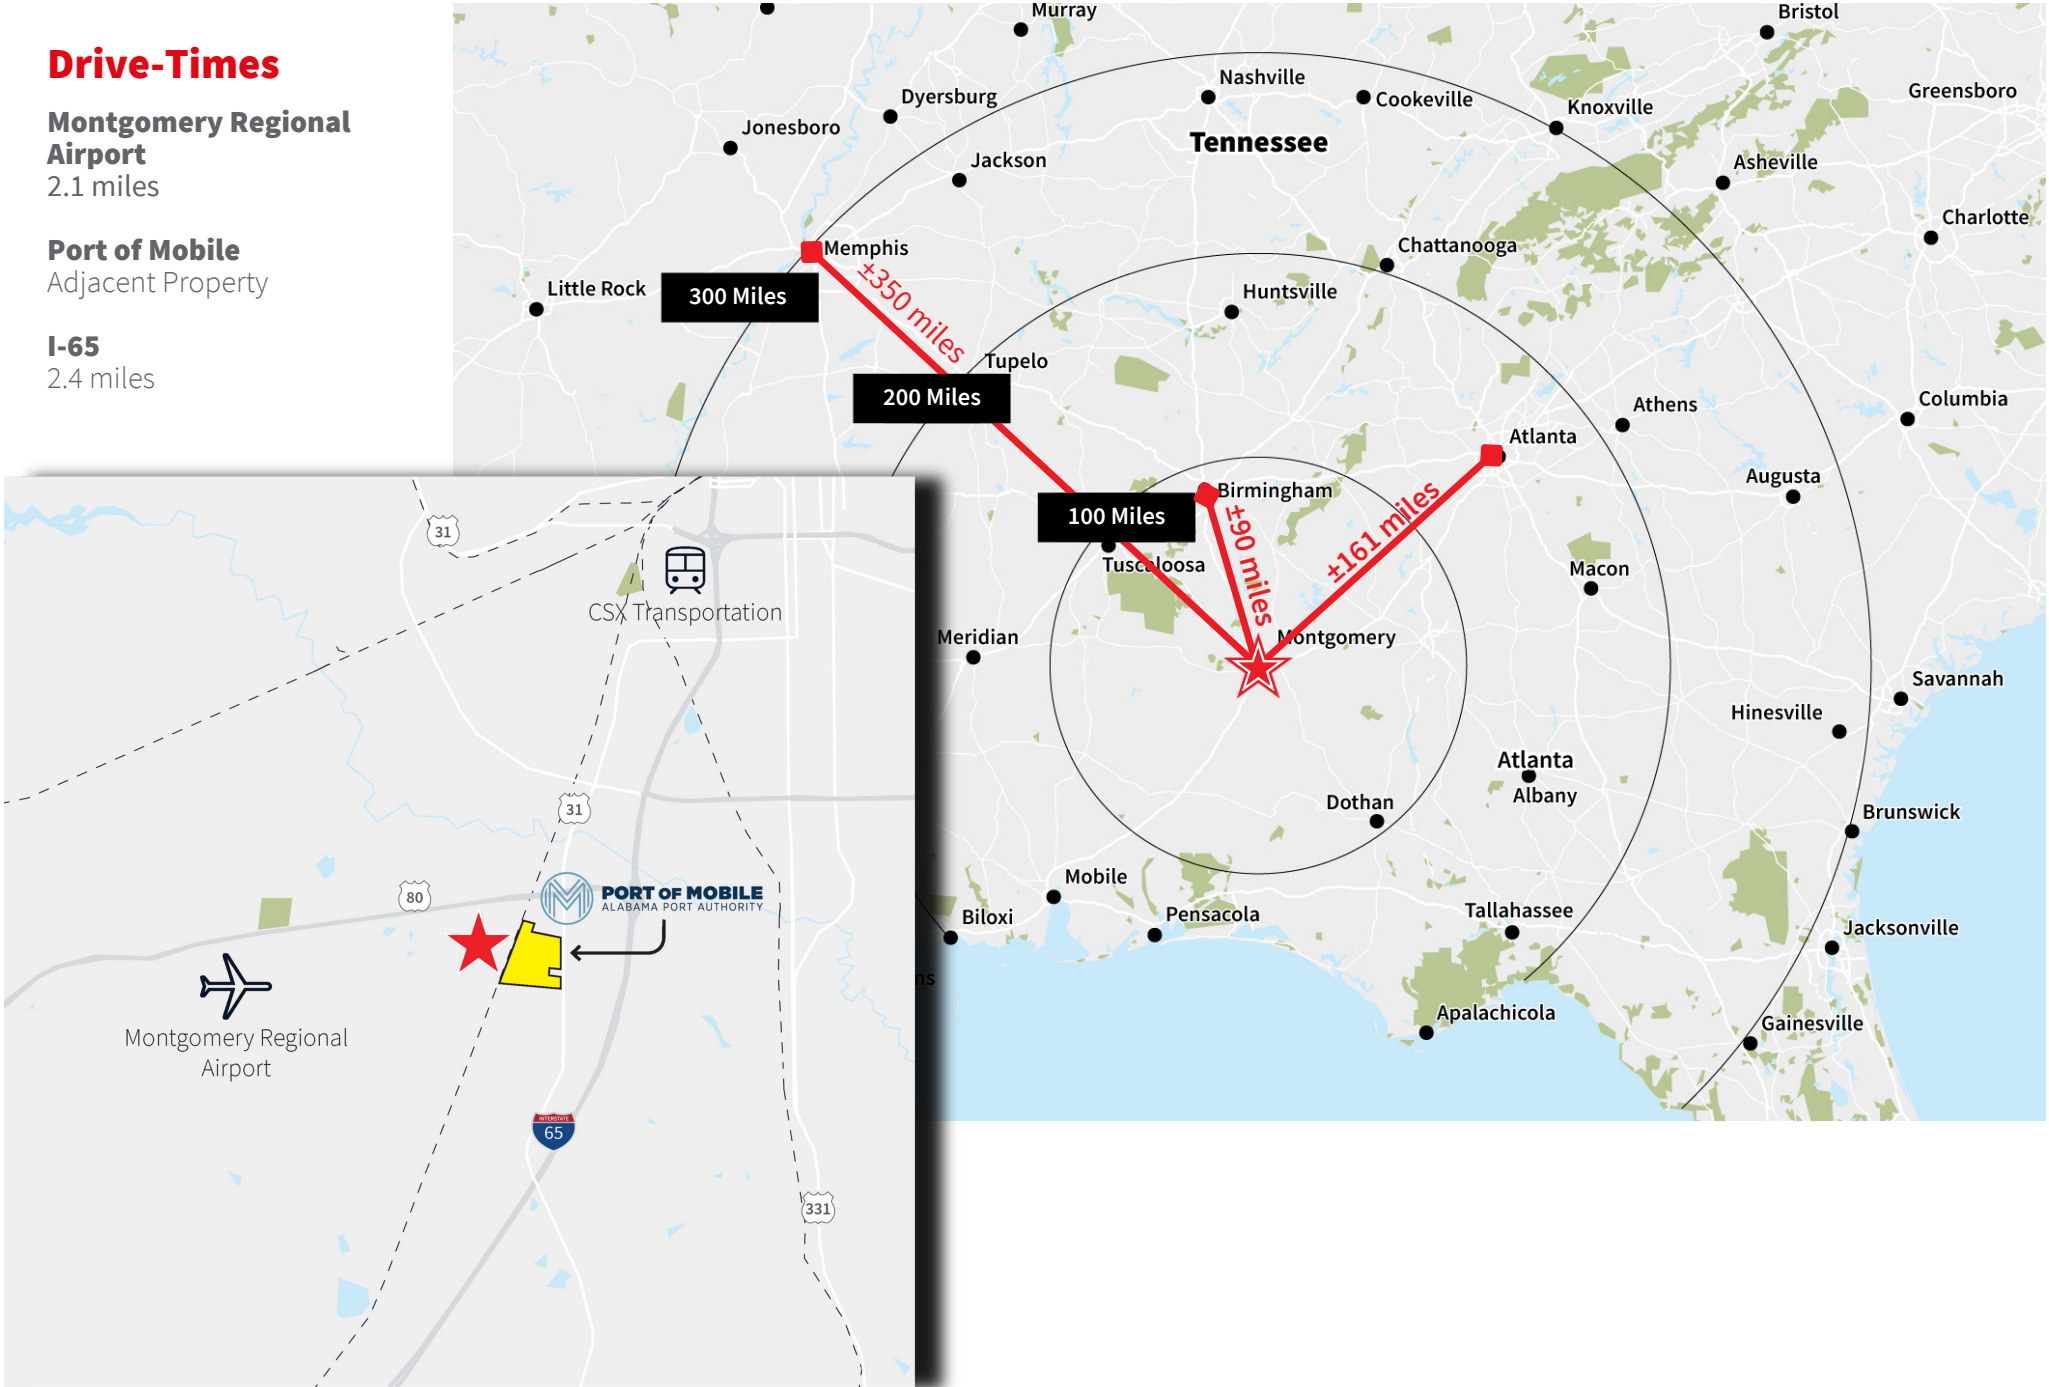 Drive-Times
Montgomery Regional
Airport
2.1 miles
Port of Mobile
Adjacent Property
I-65
2.4 miles
Murray
Bristol
Nashville
Cookeville
Knoxville
Greensboro
Dyersburg
Jonesboro
Tennessee
Jackson
Asheville
Charlotte
Memphis
Chattanooga
±350 miles
Little Rock
300 Miles
Huntsville
Tupelo
200 Miles
Athens
Columbia
Atlanta
Augusta
Birmingham
100 Miles
±90 miles
±161 miles
Tuscaloosa
Macon
Meridian
Montgomery
Savannah
Hinesville
Atlanta
Albany
Dothan
Brunswick
Mobile
Biloxi
Pensacola
Tallahassee
Jacksonville
ns
Apalachicola
Gainesville
31
CSX Transportation
31
80
PORT OF MOBILE
ALABAMA PORT AUTHORITY
Montgomery Regional
Airport
INTERSTATE
65
331